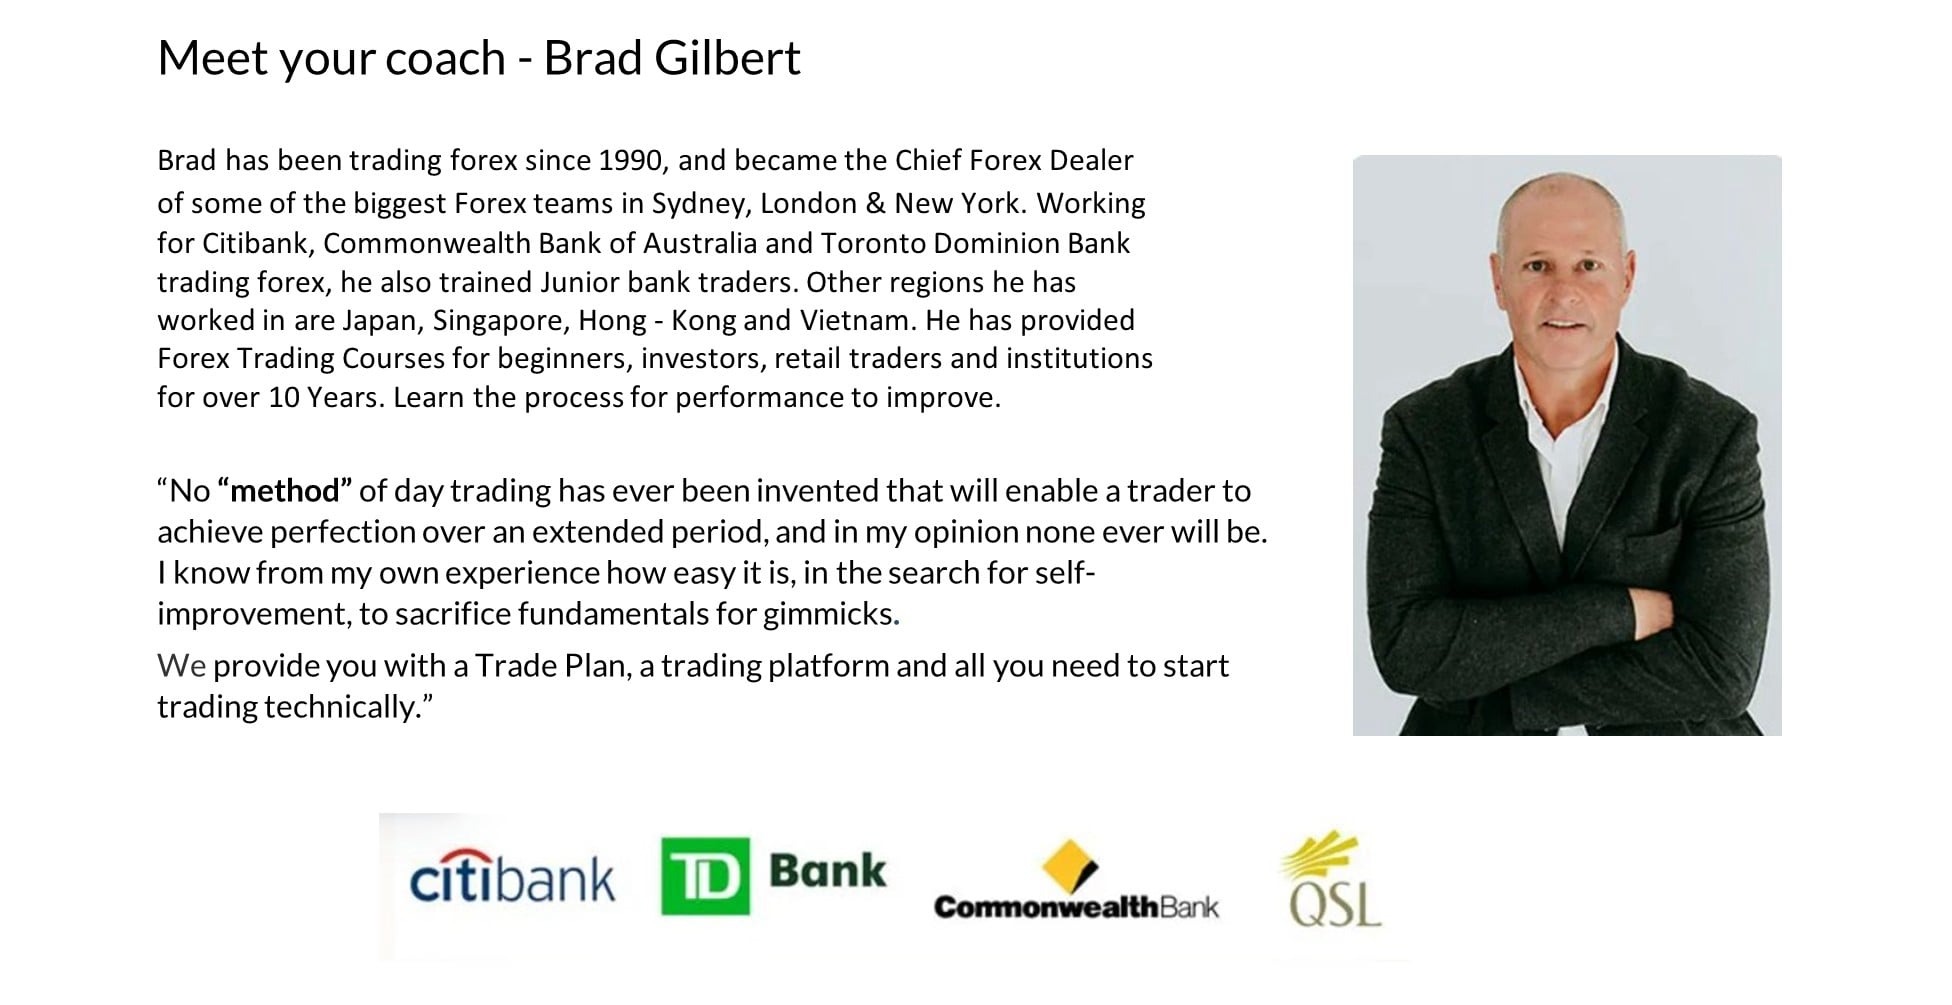 Meet your coach - Brad Gilbert
Brad has been trading forex since 1990, and became the Chief Forex Dealer
of some of the biggest Forex teams in Sydney, London & New York. Working
for Citibank, Commonwealth Bank of Australia and Toronto Dominion Bank
trading forex, he also trained Junior bank traders. Other regions he has
worked in are Japan, Singapore, Hong - Kong and Vietnam. He has provided
Forex Trading Courses for beginners, investors, retail traders and institutions
for over 10 Years. Learn the process for performance to improve.
“No “method” of day trading has ever been invented that will enable a trader to
achieve perfection over an extended period, and in my opinion none ever will be.
I know from my own experience how easy it is, in the search for self-
improvement, to sacrifice fundamentals for gimmicks.
We provide you with a Trade Plan, a trading platform and all you need to start
trading technically.”
citibank
TD Bank
CommonwealthBank
QSL